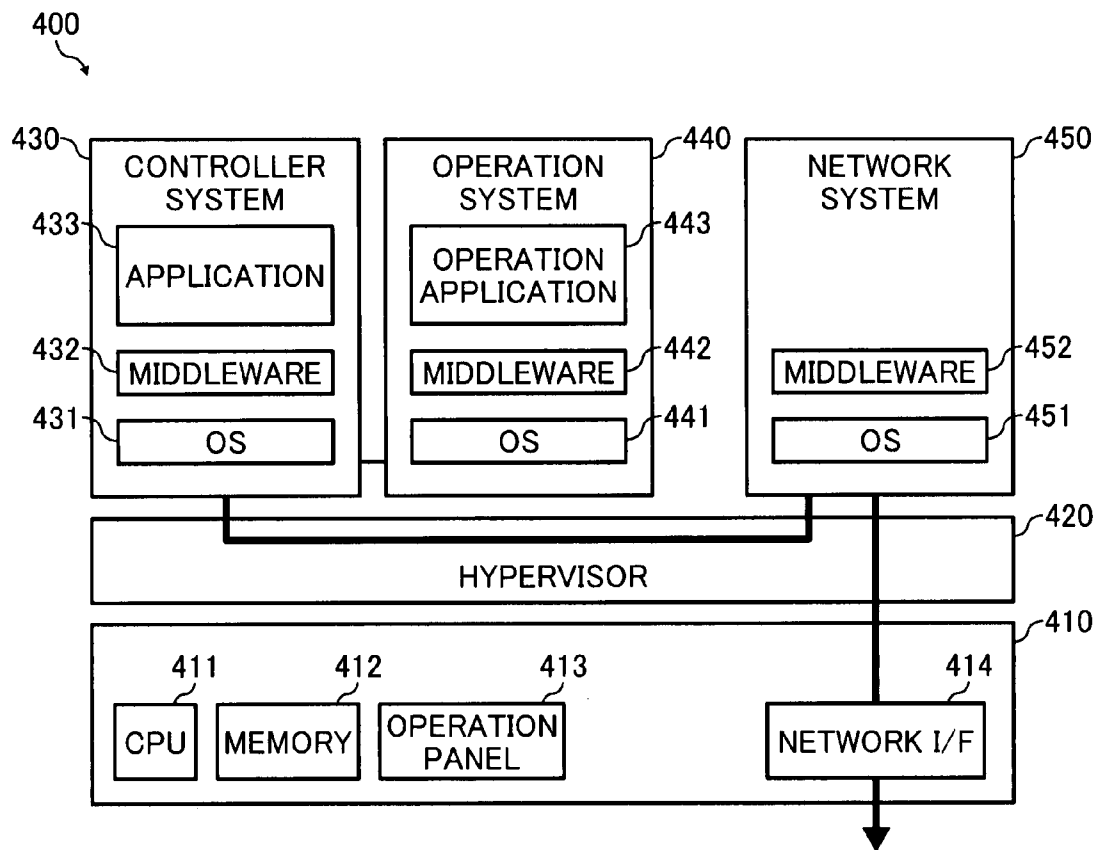 400
430
CONTROLLER
SYSTEM
440
OPERATION
SYSTEM
450
NETWORK
SYSTEM
433
APPLICATION
443
OPERATION
APPLICATION
432
MIDDLEWARE
442
MIDDLEWARE
452
MIDDLEWARE
431
OS
441
OS
451
OS
420
HYPERVISOR
410
411
CPU
412
MEMORY
413
OPERATION
PANEL
414
NETWORK I/F